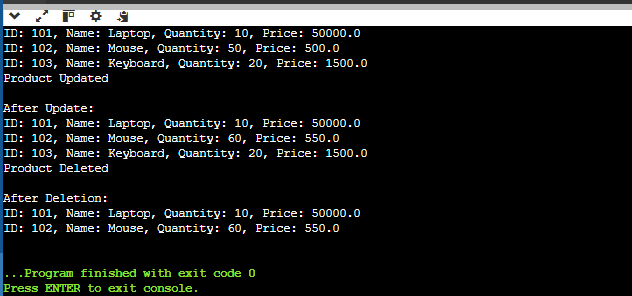 ID: 101, Name: Laptop, Quantity: 10, Price: 50000.0
ID: 102, Name: Mouse, Quantity: 50, Price: 500.0
ID: 103, Name: Keyboard, Quantity: 20, Price: 1500.0
Product Updated
After Update:
ID: 101, Name: Laptop, Quantity: 10, Price: 50000.0
ID: 102, Name: Mouse, Quantity: 60, Price: 550.0
ID: 103, Name: Keyboard, Quantity: 20, Price: 1500.0
Product Deleted
After Deletion:
ID: 101, Name: Laptop, Quantity: 10, Price: 50000.0
ID: 102, Name: Mouse, Quantity: 60, Price: 550.0
...Program finished with exit code 0
Press ENTER to exit console.